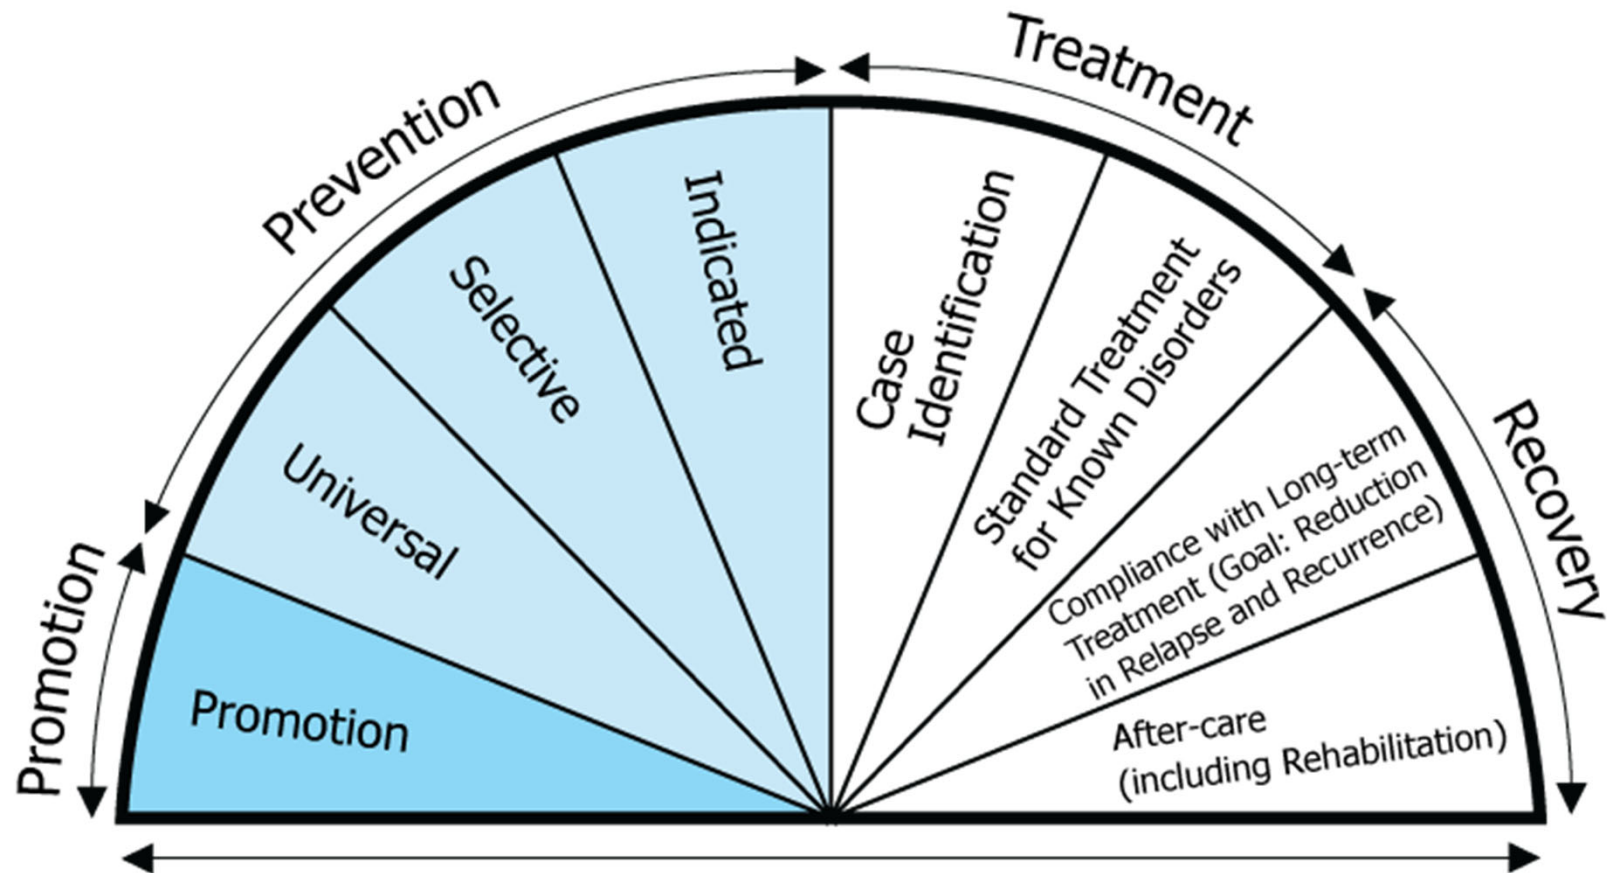 Promotion
Prevention
Treatment
Recovery
Promotion
Universal
Selective
Indicated
Case
Identification
Standard Treatment
for Known Disorders
Compliance with Long-term
Treatment (Goal: Reduction
in Relapse and Recurrence)
After-care
(including Rehabilitation)